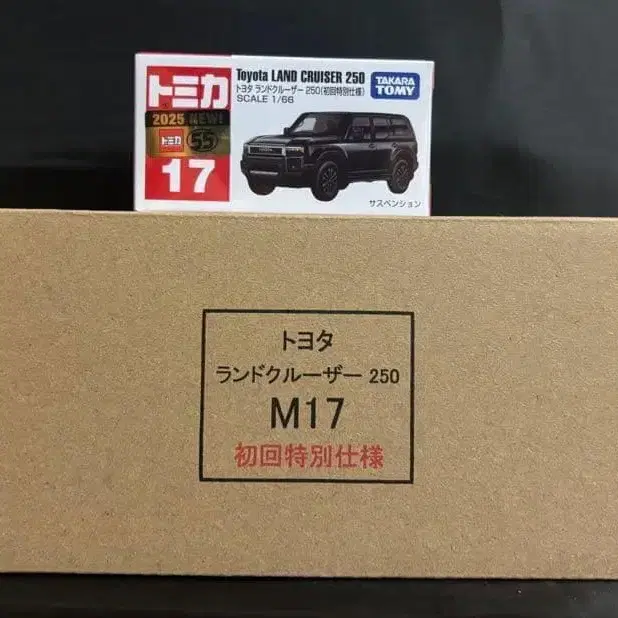 トミカ
2025 NEW!
トミカ 55
17
Toyota LAND CRUISER 250
トヨタ ランドクルーザー 250(初回特別仕様)
SCALE 1/66
TAKARA
TOMY
サスペンション
トヨタ
ランドクルーザー 250
M17
初回特別仕様